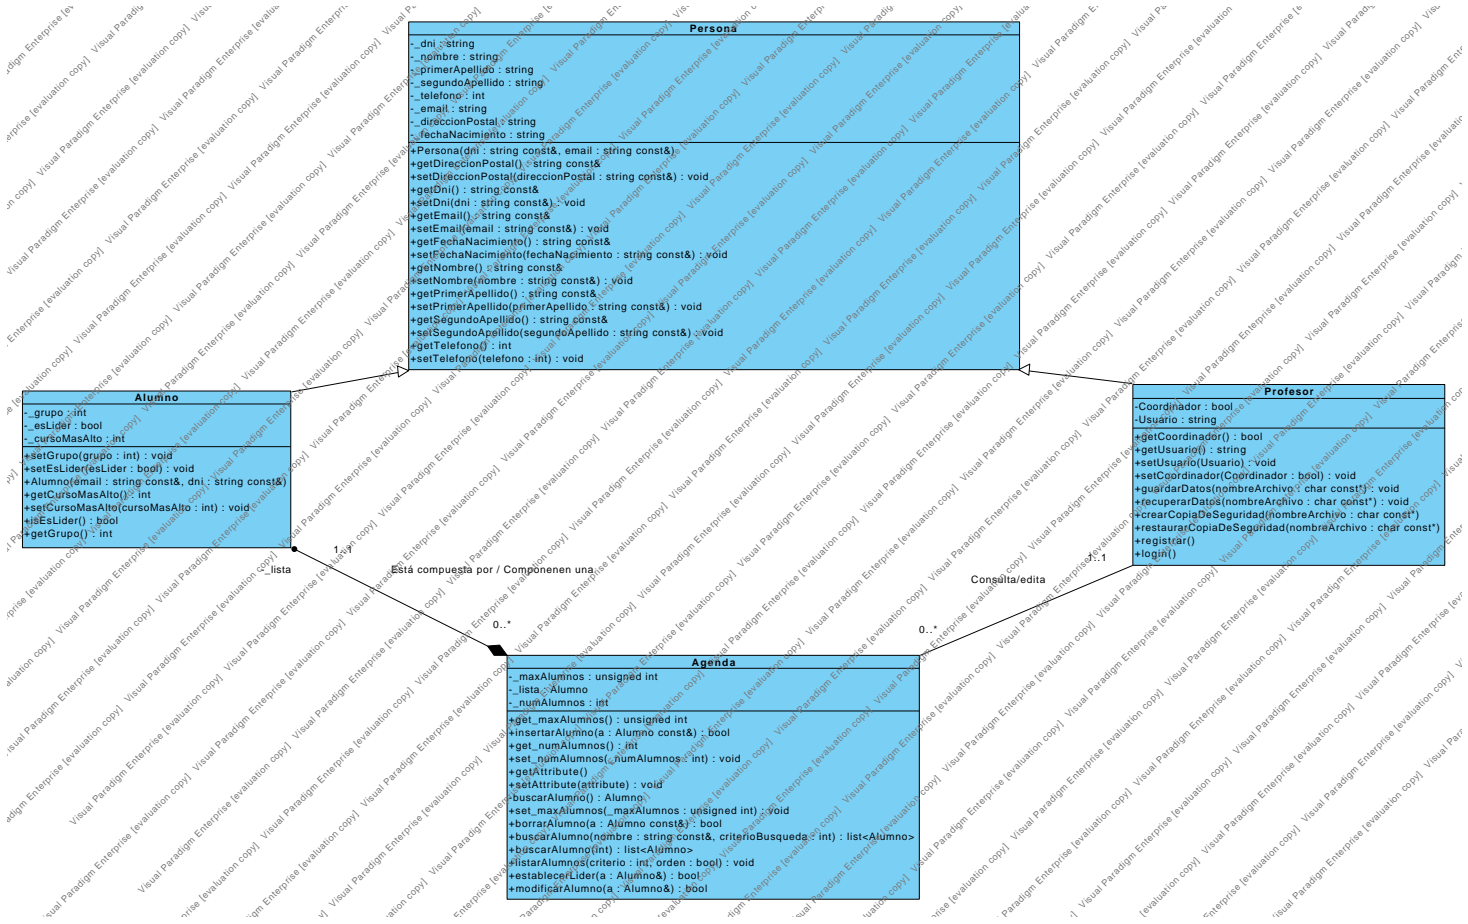 Persona
-_dni : string
-_nombre : string
-_primerApellido : string
-_segundoApellido : string
-_telefono : int
-_email : string
-_direccionPostal : string
-_fechaNacimiento : string
+Persona(dni : string const&, email : string const&)
+getDireccionPostal() : string const&
+setDireccionPostal(direccionPostal : string const&) : void
+getDni() : string const&
+setDni(dni : string const&) : void
+getEmail() : string const&
+setEmail(email : string const&) : void
+getFechaNacimiento() : string const&
+setFechaNacimiento(fechaNacimiento : string const&) : void
+getNombre() : string const&
+setNombre(nombre : string const&) : void
+getPrimerApellido() : string const&
+setPrimerApellido(primerApellido : string const&) : void
+getSegundoApellido() : string const&
+setSegundoApellido(segundoApellido : string const&) : void
+getTelefono() : int
+setTelefono(telefono : int) : void
Alumno
-_grupo : int
-_esLider : bool
-_cursoMasAlto : int
+setGrupo(grupo : int) : void
+setEsLider(esLider : bool) : void
+Alumno(email : string const&, dni : string const&)
+getCursoMasAlto() : int
+setCursoMasAlto(cursoMasAlto : int) : void
+isEsLider() : bool
+getGrupo() : int
Profesor
-Coordinador : bool
-Usuario : string
+getCoordinador() : bool
+getUsuario() : string
+setUsuario(Usuario) : void
+setCoordinador(Coordinador : bool) : void
+guardarDatos(nombreArchivo : char const*) : void
+recuperarDatos(nombreArchivo : char const*) : void
+crearCopiaDeSeguridad(nombreArchivo : char const*)
+restaurarCopiaDeSeguridad(nombreArchivo : char const*)
+registrar()
+login()
1..1
-_lista
Está compuesta por / Componenen una
0..*
1..1
Consulta/edita
0..*
Agenda
-_maxAlumnos : unsigned int
-_lista : Alumno
-_numAlumnos : int
+get_maxAlumnos() : unsigned int
+insertarAlumno(a : Alumno const&) : bool
+get_numAlumnos() : int
+set_numAlumnos(_numAlumnos : int) : void
+getAttribute()
+setAttribute(attribute) : void
-buscarAlumno() : Alumno
+set_maxAlumnos(_maxAlumnos : unsigned int) : void
+borrarAlumno(a : Alumno const&) : bool
+buscarAlumno(nombre : string const&, criterioBusqueda : int) : list<Alumno>
+buscarAlumno(int) : list<Alumno>
+listarAlumnos(criterio : int, orden : bool) : void
+establecerLider(a : Alumno&) : bool
+modificarAlumno(a : Alumno&) : bool
Visual Paradigm Enterprise [evaluation copy]